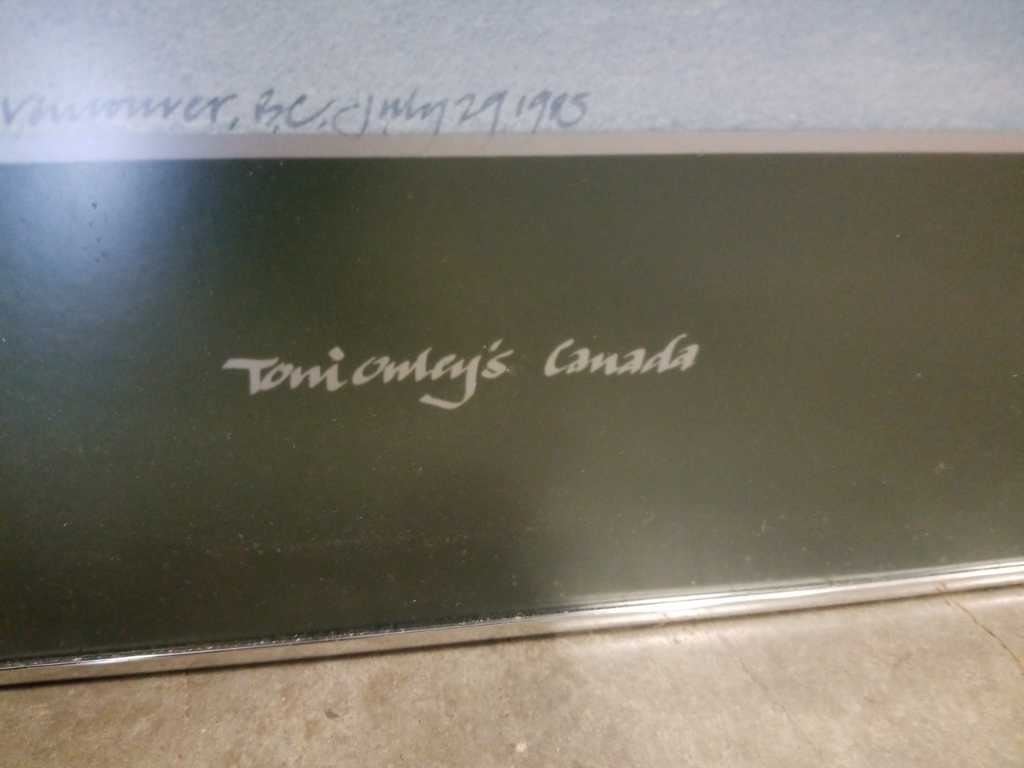 Vancouver, B.C. July 29, 1985
Toni Onley's Canada